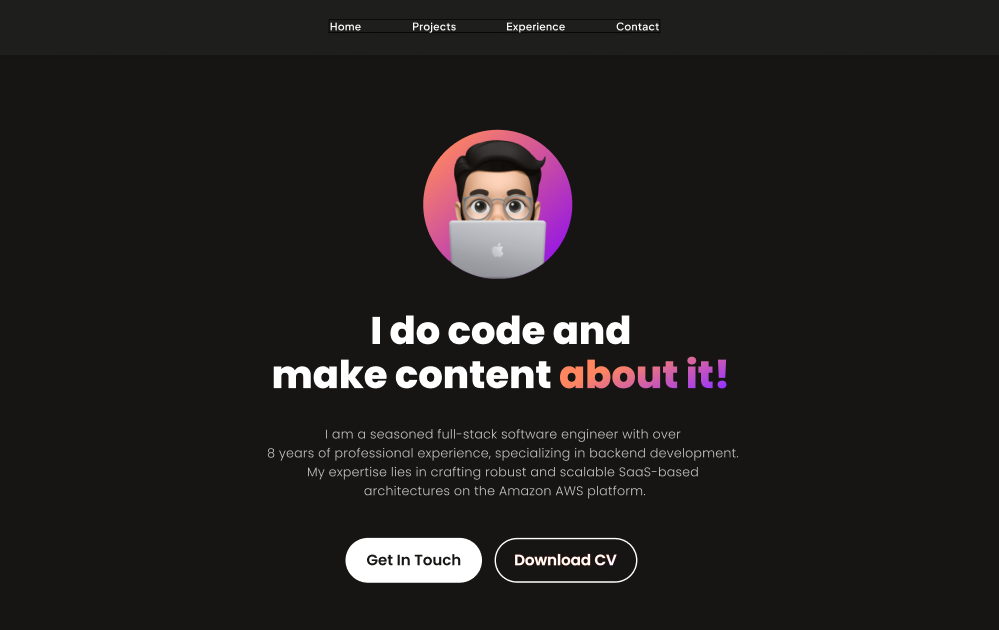 Home Projects Experience Contact
I do code and
make content about it!
I am a seasoned full-stack software engineer with over
8 years of professional experience, specializing in backend development.
My expertise lies in crafting robust and scalable SaaS-based
architectures on the Amazon AWS platform.
Get In Touch Download CV